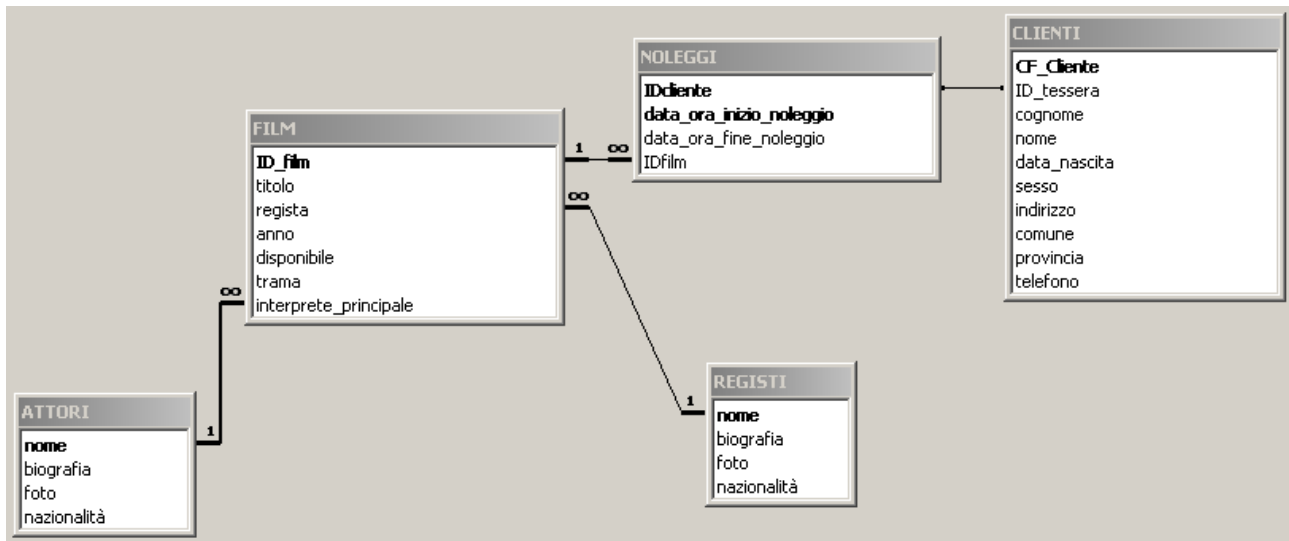 CLIENTI
CF_Cliente
ID_tessera
cognome
nome
data_nascita
sesso
indirizzo
comune
provincia
telefono
NOLEGGI
IDcliente
data_ora_inizio_noleggio
data_ora_fine_noleggio
IDfilm
FILM
ID_film
titolo
regista
anno
disponibile
trama
interprete_principale
1 ∞
∞
∞
1
1
ATTORI
nome
biografia
foto
nazionalità
REGISTI
nome
biografia
foto
nazionalità